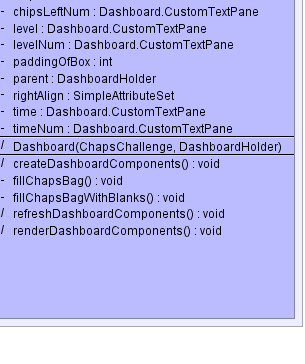 - chipsLeftNum : Dashboard.CustomTextPane
- level : Dashboard.CustomTextPane
- levelNum : Dashboard.CustomTextPane
- paddingOfBox : int
- parent : DashboardHolder
- rightAlign : SimpleAttributeSet
- time : Dashboard.CustomTextPane
- timeNum : Dashboard.CustomTextPane
/ Dashboard(ChapsChallenge, DashboardHolder)
/ createDashboardComponents() : void
- fillChapsBag() : void
- fillChapsBagWithBlanks() : void
/ refreshDashboardComponents() : void
/ renderDashboardComponents() : void